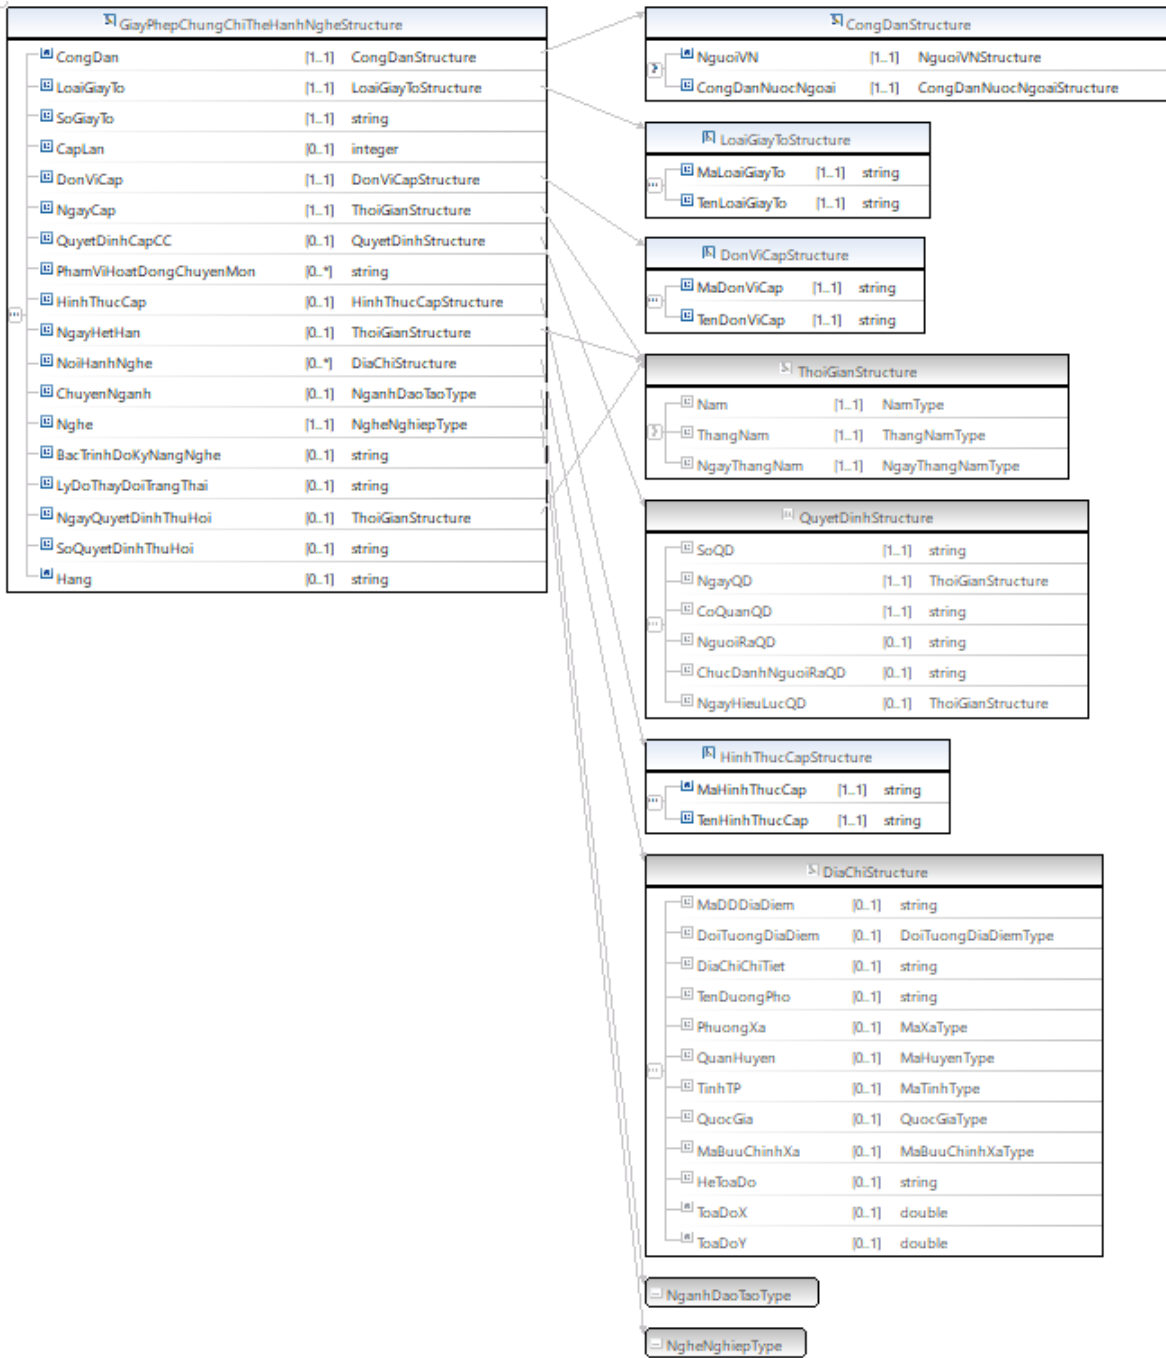 GiayPhepChungChiTheHanhNgheStructure
CongDan [1..1] CongDanStructure
LoaiGiayTo [1..1] LoaiGiayToStructure
SoGiayTo [1..1] string
CapLan [0..1] integer
DonViCap [1..1] DonViCapStructure
NgayCap [1..1] ThoiGianStructure
QuyetDinhCapCC [0..1] QuyetDinhStructure
PhamViHoatDongChuyenMon [0..*] string
HinhThucCap [0..1] HinhThucCapStructure
NgayHetHan [0..1] ThoiGianStructure
NoiHanhNghe [0..*] DiaChiStructure
ChuyenNganh [0..1] NganhDaoTaoType
Nghe [1..1] NgheNghiepType
BacTrinhDoKyNangNghe [0..1] string
LyDoThayDoiTrangThai [0..1] string
NgayQuyetDinhThuHoi [0..1] ThoiGianStructure
SoQuyetDinhThuHoi [0..1] string
Hang [0..1] string
CongDanStructure
NguoiVN [1..1] NguoiVNStructure
CongDanNuocNgoai [1..1] CongDanNuocNgoaiStructure
LoaiGiayToStructure
MaLoaiGiayTo [1..1] string
TenLoaiGiayTo [1..1] string
DonViCapStructure
MaDonViCap [1..1] string
TenDonViCap [1..1] string
ThoiGianStructure
Nam [1..1] NamType
ThangNam [1..1] ThangNamType
NgayThangNam [1..1] NgayThangNamType
QuyetDinhStructure
SoQD [1..1] string
NgayQD [1..1] ThoiGianStructure
CoQuanQD [1..1] string
NguoiRaQD [0..1] string
ChucDanhNguoiRaQD [0..1] string
NgayHieuLucQD [0..1] ThoiGianStructure
HinhThucCapStructure
MaHinhThucCap [1..1] string
TenHinhThucCap [1..1] string
DiaChiStructure
MaDDDiaDiem [0..1] string
DoiTuongDiaDiem [0..1] DoiTuongDiaDiemType
DiaChiChiTiet [0..1] string
TenDuongPho [0..1] string
PhuongXa [0..1] MaXaType
QuanHuyen [0..1] MaHuyenType
TinhTP [0..1] MaTinhType
QuocGia [0..1] QuocGiaType
MaBuuChinhXa [0..1] MaBuuChinhXaType
HeToaDo [0..1] string
ToaDoX [0..1] double
ToaDoY [0..1] double
NganhDaoTaoType
NgheNghiepType